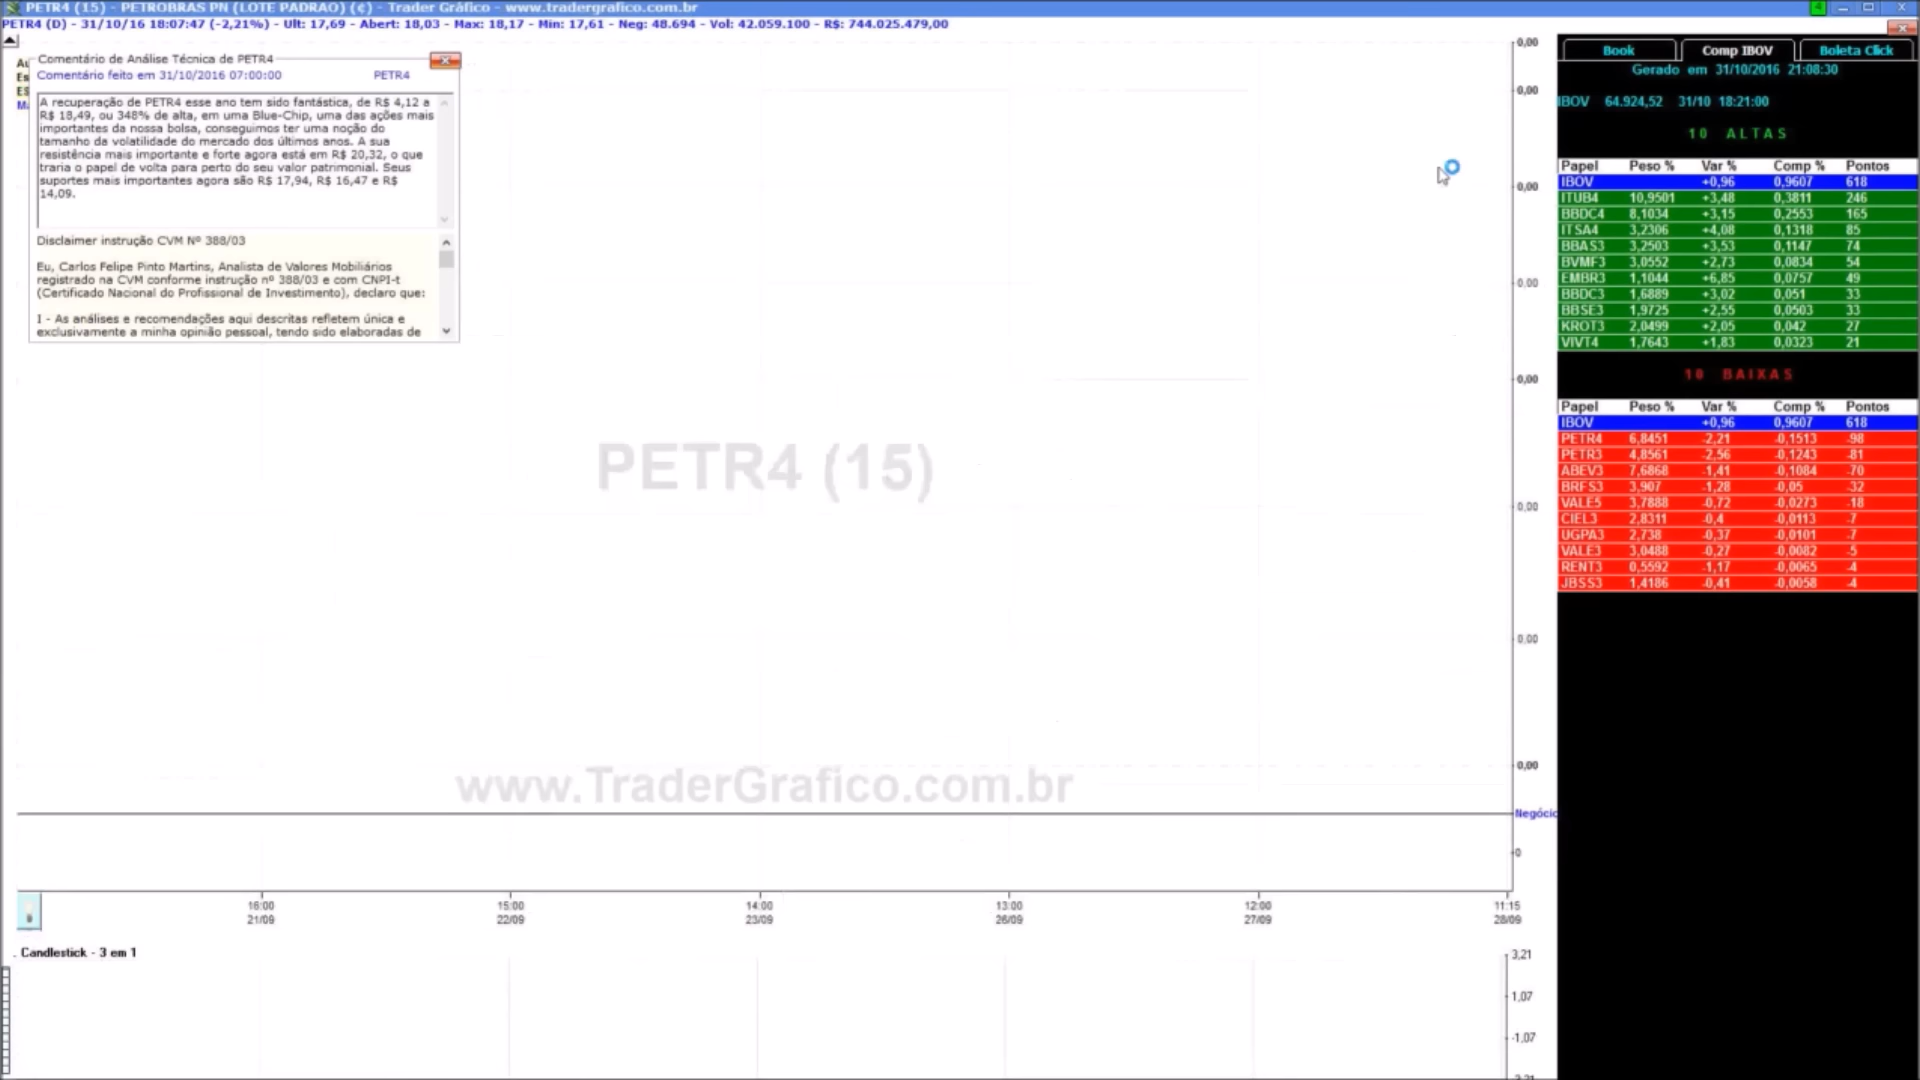 PETR4 (15) - PETROBRAS PN (LOTE PADRAO) (¢) - Trader Gráfico - www.tradergrafico.com.br
PETR4 (D) - 31/10/16 18:07:47 (-2,21%) - Ult: 17,69 - Abert: 18,03 - Max: 18,17 - Min: 17,61 - Neg: 48.694 - Vol: 42.059.100 - R$: 744.025.479,00
Comentário de Análise Técnica de PETR4
Comentário feito em 31/10/2016 07:00:00 PETR4
A recuperação de PETR4 esse ano tem sido fantástica, de R$ 4,12 a
R$ 18,49, ou 348% de alta, em uma Blue-Chip, uma das ações mais
importantes da nossa bolsa, conseguimos ter uma noção do
tamanho da volatilidade do mercado dos últimos anos. A sua
resistência mais importante e forte agora está em R$ 20,32, o que
traria o papel de volta para perto do seu valor patrimonial. Seus
suportes mais importantes agora são R$ 17,94, R$ 16,47 e R$
14,09.
Disclaimer instrução CVM Nº 388/03
Eu, Carlos Felipe Pinto Martins, Analista de Valores Mobiliários
registrado na CVM conforme instrução nº 388/03 e com CNPI-t
(Certificado Nacional do Profissional de Investimento), declaro que:
I - As análises e recomendações aqui descritas refletem única e
exclusivamente a minha opinião pessoal, tendo sido elaboradas de
PETR4 (15)
www.TraderGrafico.com.br
0,00
0,00
0,00
0,00
0,00
0,00
0,00
0,00
Negócio
0
16:00 15:00 14:00 13:00 12:00 11:15
21/09 22/09 23/09 26/09 27/09 28/09
. Candlestick - 3 em 1
3,21
1,07
-1,07
Book Comp IBOV Boleta Click
Gerado em 31/10/2016 21:08:30
IBOV 64.924,52 31/10 18:21:00
10 ALTAS
Papel Peso % Var % Comp % Pontos
IBOV +0,96 0,9607 618
ITUB4 10,9501 +3,48 0,3811 246
BBDC4 8,1034 +3,15 0,2553 165
ITSA4 3,2306 +4,08 0,1318 85
BBAS3 3,2503 +3,53 0,1147 74
BVMF3 3,0552 +2,73 0,0834 54
EMBR3 1,1044 +6,85 0,0757 49
BBDC3 1,6889 +3,02 0,051 33
BBSE3 1,9725 +2,55 0,0503 33
KROT3 2,0499 +2,05 0,042 27
VIVT4 1,7643 +1,83 0,0323 21
10 BAIXAS
Papel Peso % Var % Comp % Pontos
IBOV +0,96 0,9607 618
PETR4 6,8451 -2,21 -0,1513 -98
PETR3 4,8561 -2,56 -0,1243 -81
ABEV3 7,6868 -1,41 -0,1084 -70
BRFS3 3,907 -1,28 -0,05 -32
VALE5 3,7888 -0,72 -0,0273 -18
CIEL3 2,8311 -0,4 -0,0113 -7
UGPA3 2,738 -0,37 -0,0101 -7
VALE3 3,0488 -0,27 -0,0082 -5
RENT3 0,5592 -1,17 -0,0065 -4
JBSS3 1,4186 -0,41 -0,0058 -4